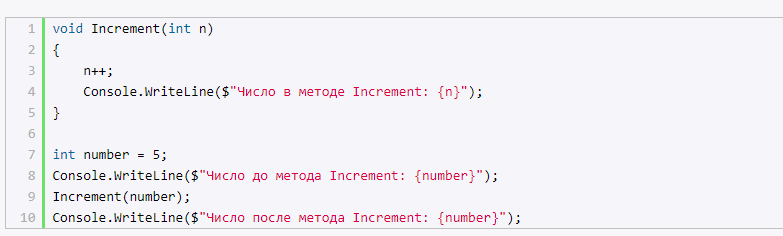 1 void Increment(int n)
2 {
3     n++;
4     Console.WriteLine($"Число в методе Increment: {n}");
5 }
6
7 int number = 5;
8 Console.WriteLine($"Число до метода Increment: {number}");
9 Increment(number);
10 Console.WriteLine($"Число после метода Increment: {number}");